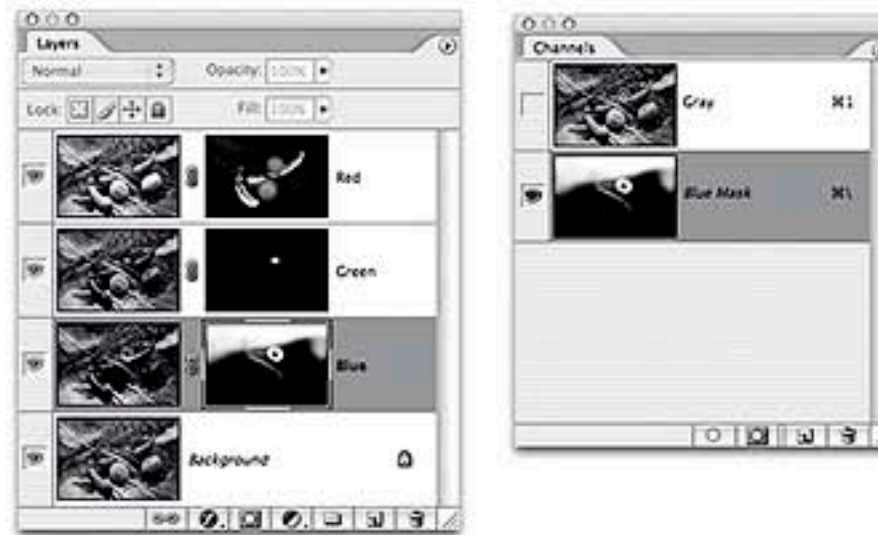 Layers
Normal
Opacity: 100%
Lock:
Fill: 100%
Red
Green
Blue
Background
Channels
Gray ⌘1
Blue Mask ⌘\